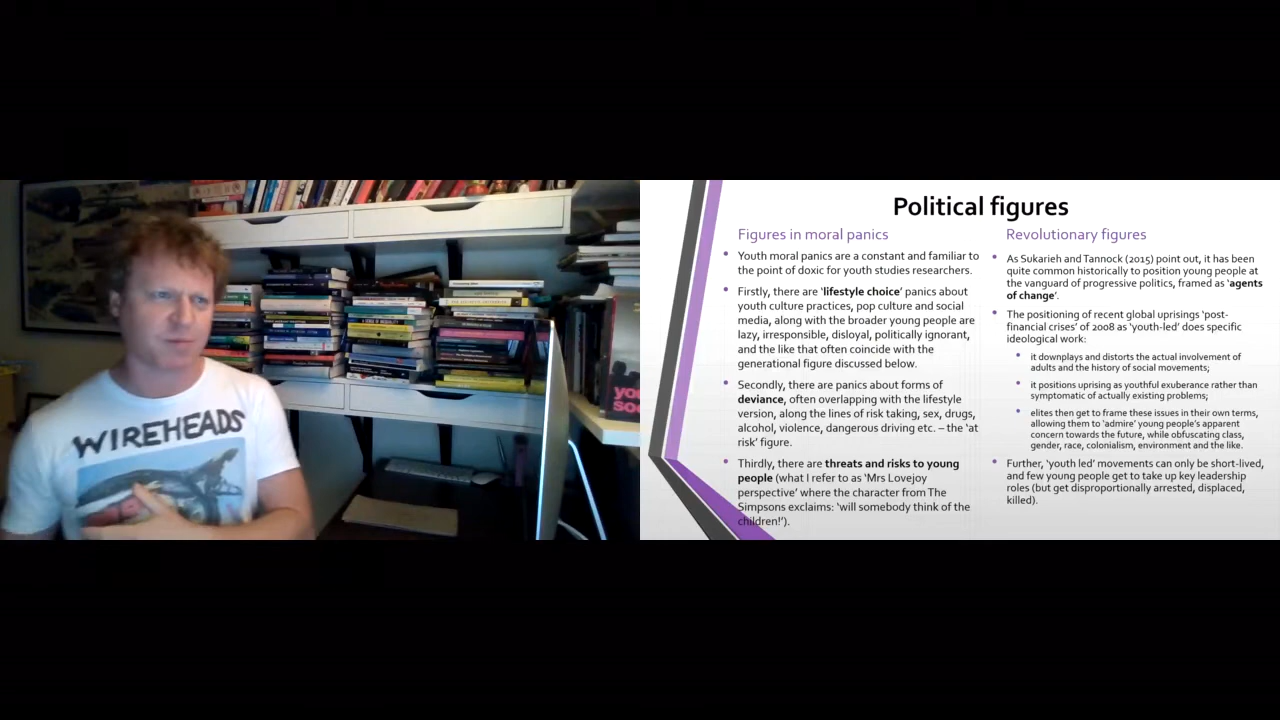 WIREHEADS
Political figures
Figures in moral panics
Youth moral panics are a constant and familiar to
the point of doxic for youth studies researchers.
Firstly, there are ‘lifestyle choice’ panics about
youth culture practices, pop culture and social
media, along with the broader young people are
lazy, irresponsible, disloyal, politically ignorant,
and the like that often coincide with the
generational figure discussed below.
Secondly, there are panics about forms of
deviance, often overlapping with the lifestyle
version, along the lines of risk taking, sex, drugs,
alcohol, violence, dangerous driving etc. – the ‘at
risk’ figure.
Thirdly, there are threats and risks to young
people (what I refer to as ‘Mrs Lovejoy
perspective’ where the character from The
Simpsons exclaims: ‘will somebody think of the
children!’).
Revolutionary figures
As Sukarieh and Tannock (2015) point out, it has been
quite common historically to position young people at
the vanguard of progressive politics, framed as ‘agents
of change’.
The positioning of recent global uprisings ‘post-
financial crises’ of 2008 as ‘youth-led’ does specific
ideological work:
it downplays and distorts the actual involvement of
adults and the history of social movements;
it positions uprising as youthful exuberance rather than
symptomatic of actually existing problems;
elites then get to frame these issues in their own terms,
allowing them to ‘admire’ young people’s apparent
concern towards the future, while obfuscating class,
gender, race, colonialism, environment and the like.
Further, ‘youth led’ movements can only be short-lived,
and few young people get to take up key leadership
roles (but get disproportionally arrested, displaced,
killed).